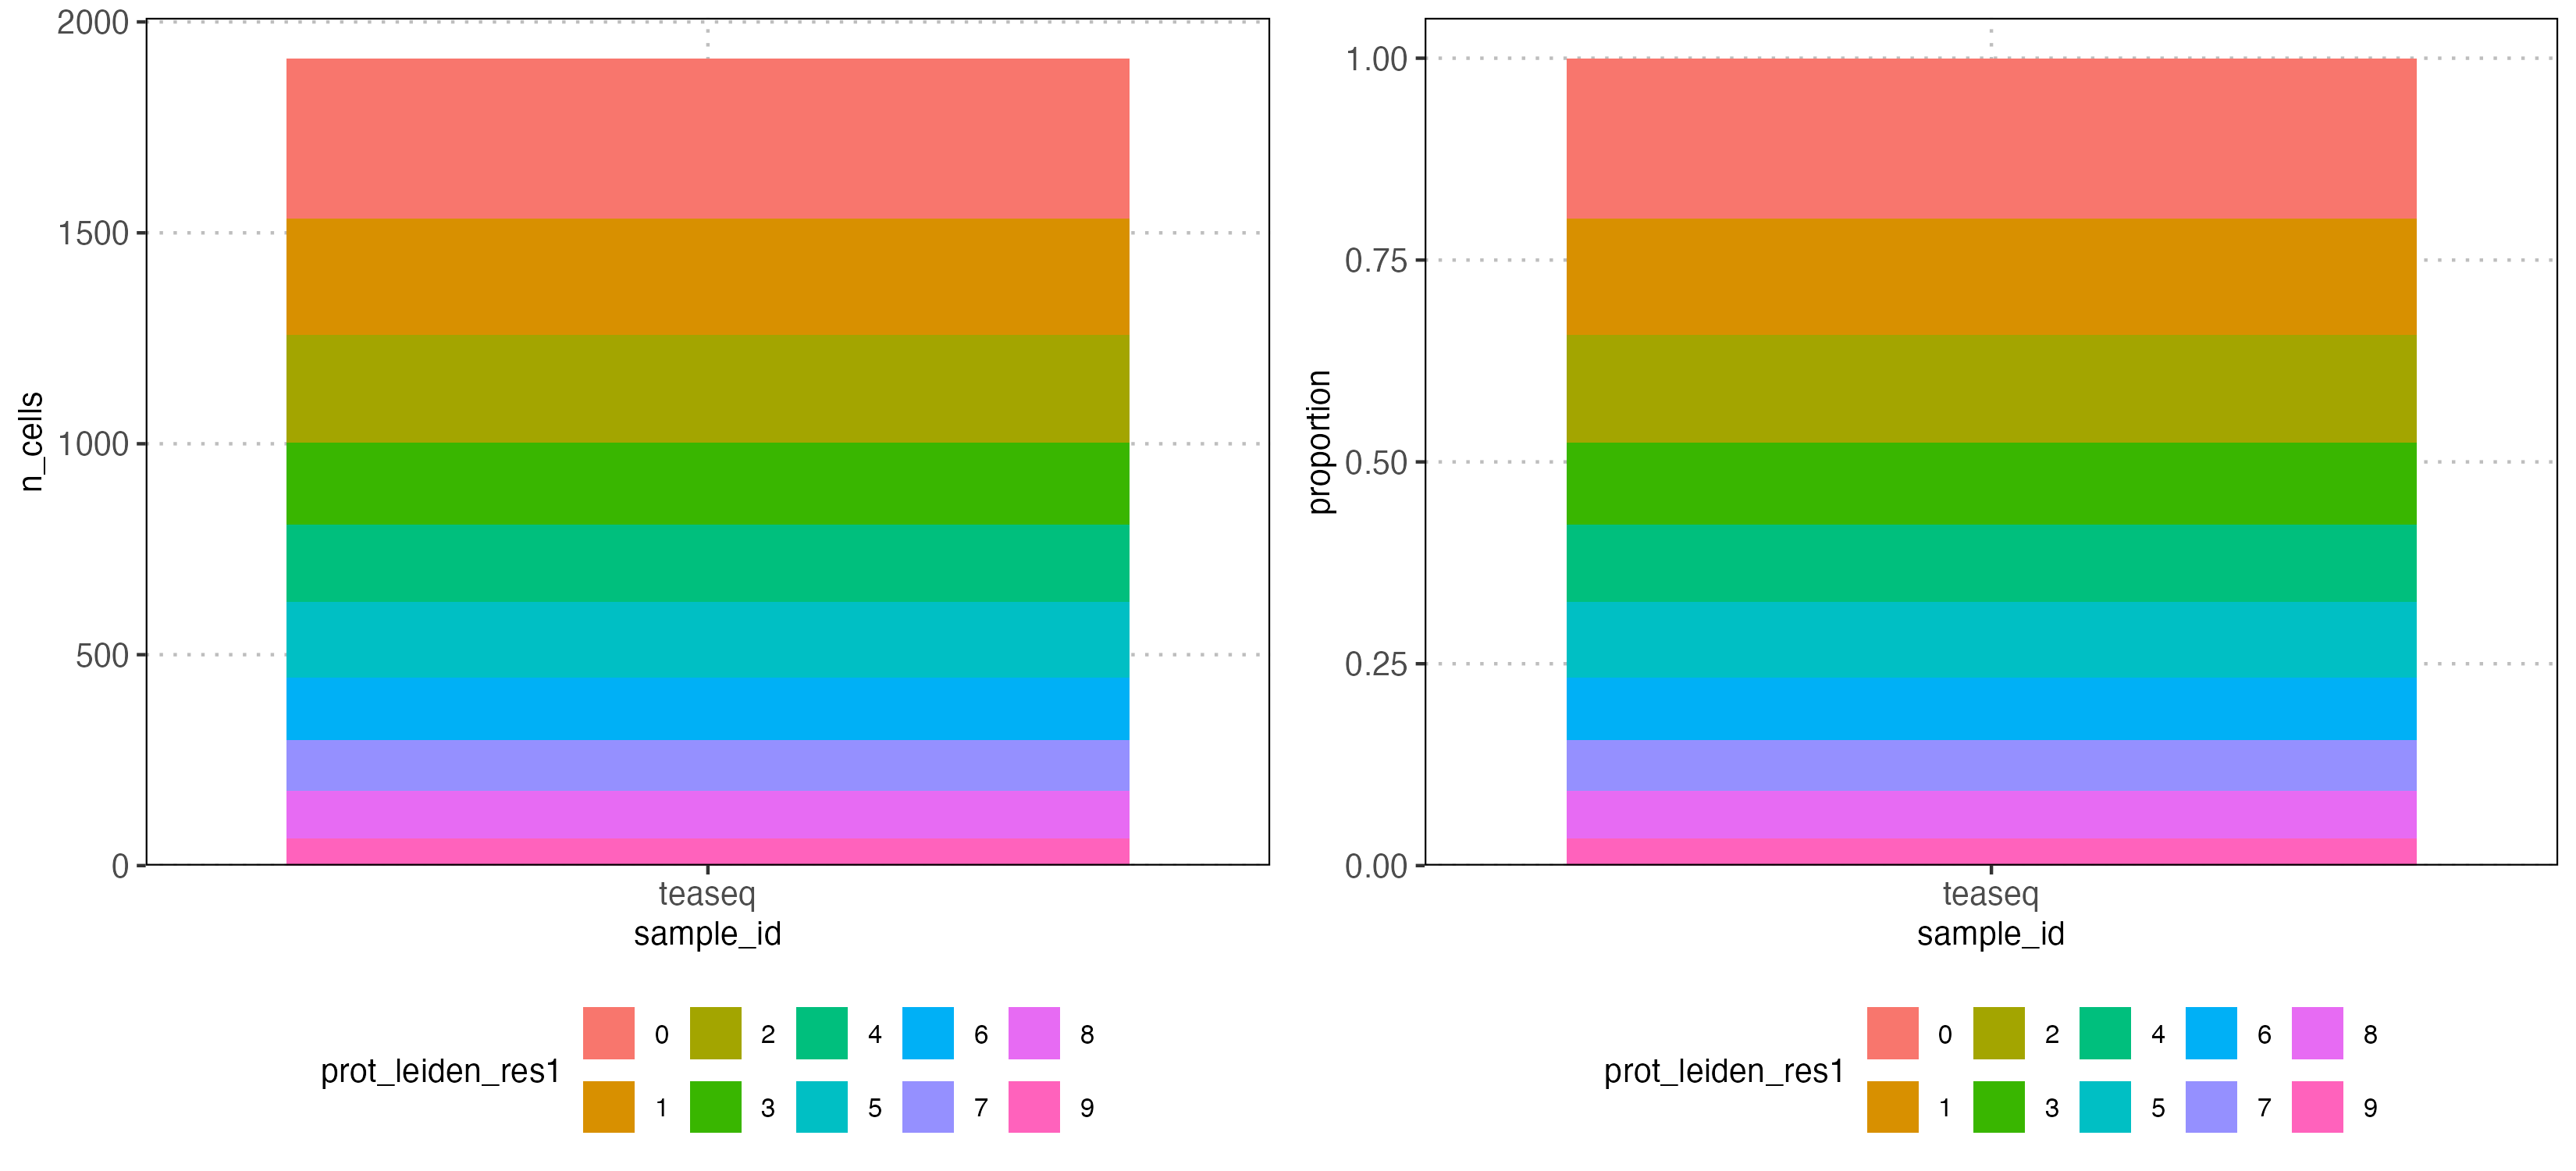 2000
1500
1000
500
0
n_cells
teaseq
sample_id
prot_leiden_res1
0 2 4 6 8
1 3 5 7 9
1.00
0.75
0.50
0.25
0.00
proportion
teaseq
sample_id
prot_leiden_res1
0 2 4 6 8
1 3 5 7 9